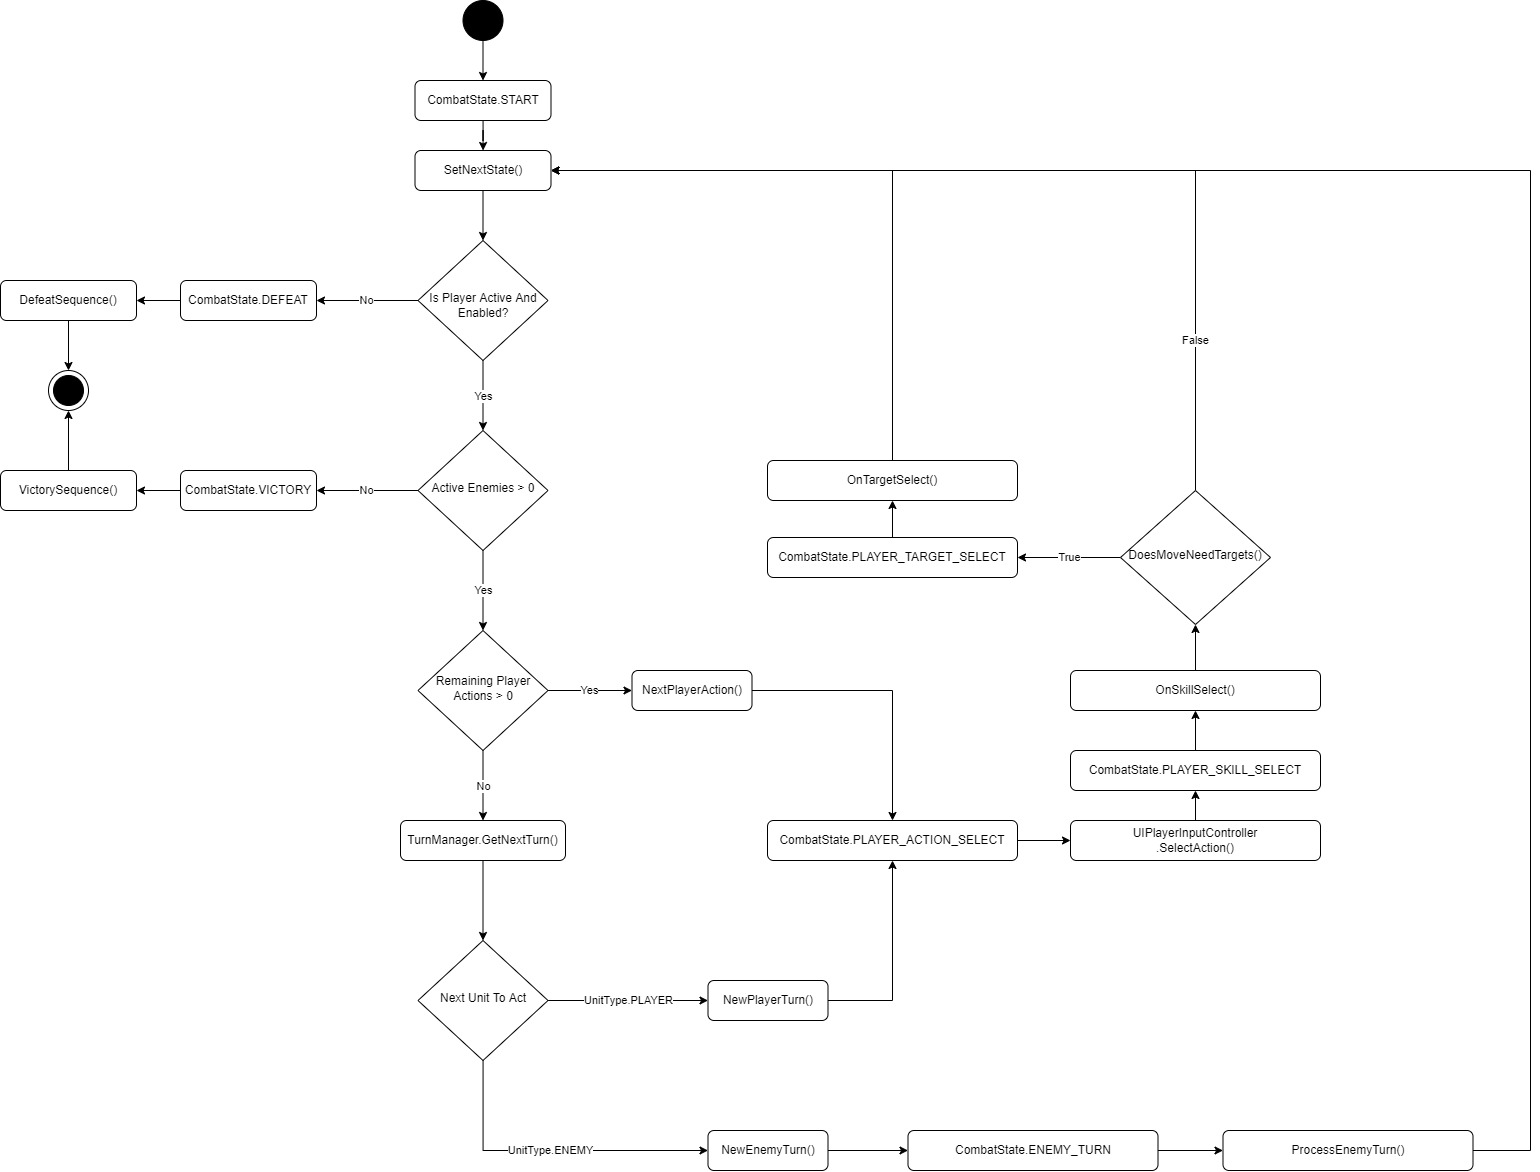 CombatState.START
SetNextState()
Is Player Active And
Enabled?
No
CombatState.DEFEAT
DefeatSequence()
Yes
Active Enemies > 0
No
CombatState.VICTORY
VictorySequence()
Yes
Remaining Player
Actions > 0
Yes
NextPlayerAction()
No
TurnManager.GetNextTurn()
Next Unit To Act
UnitType.PLAYER
NewPlayerTurn()
CombatState.PLAYER_ACTION_SELECT
UIPlayerInputController
.SelectAction()
CombatState.PLAYER_SKILL_SELECT
OnSkillSelect()
DoesMoveNeedTargets()
True
CombatState.PLAYER_TARGET_SELECT
OnTargetSelect()
False
UnitType.ENEMY
NewEnemyTurn()
CombatState.ENEMY_TURN
ProcessEnemyTurn()